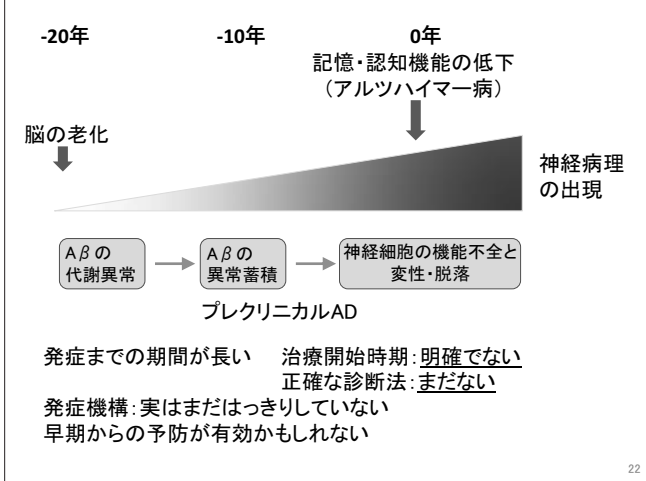 -20年
-10年
0年
記憶・認知機能の低下
（アルツハイマー病）
脳の老化
神経病理
の出現
Aβの
代謝異常
Aβの
異常蓄積
神経細胞の機能不全と
変性・脱落
プレクリニカルAD
発症までの期間が長い
治療開始時期：明確でない
正確な診断法：まだない
発症機構：実はまだはっきりしていない
早期からの予防が有効かもしれない
22